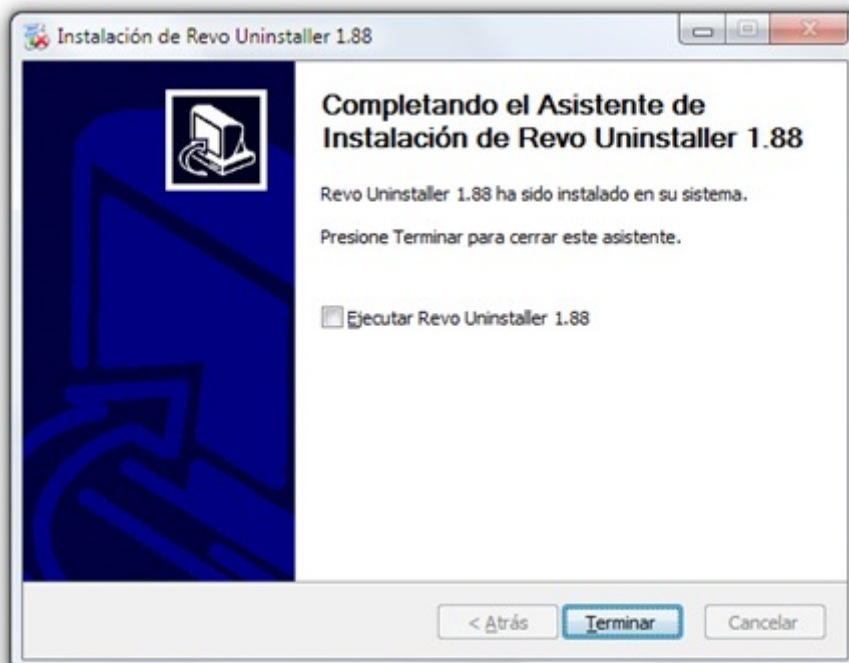 Instalación de Revo Uninstaller 1.88
Completando el Asistente de
Instalación de Revo Uninstaller 1.88
Revo Uninstaller 1.88 ha sido instalado en su sistema.
Presione Terminar para cerrar este asistente.
Ejecutar Revo Uninstaller 1.88
< Atrás Terminar Cancelar